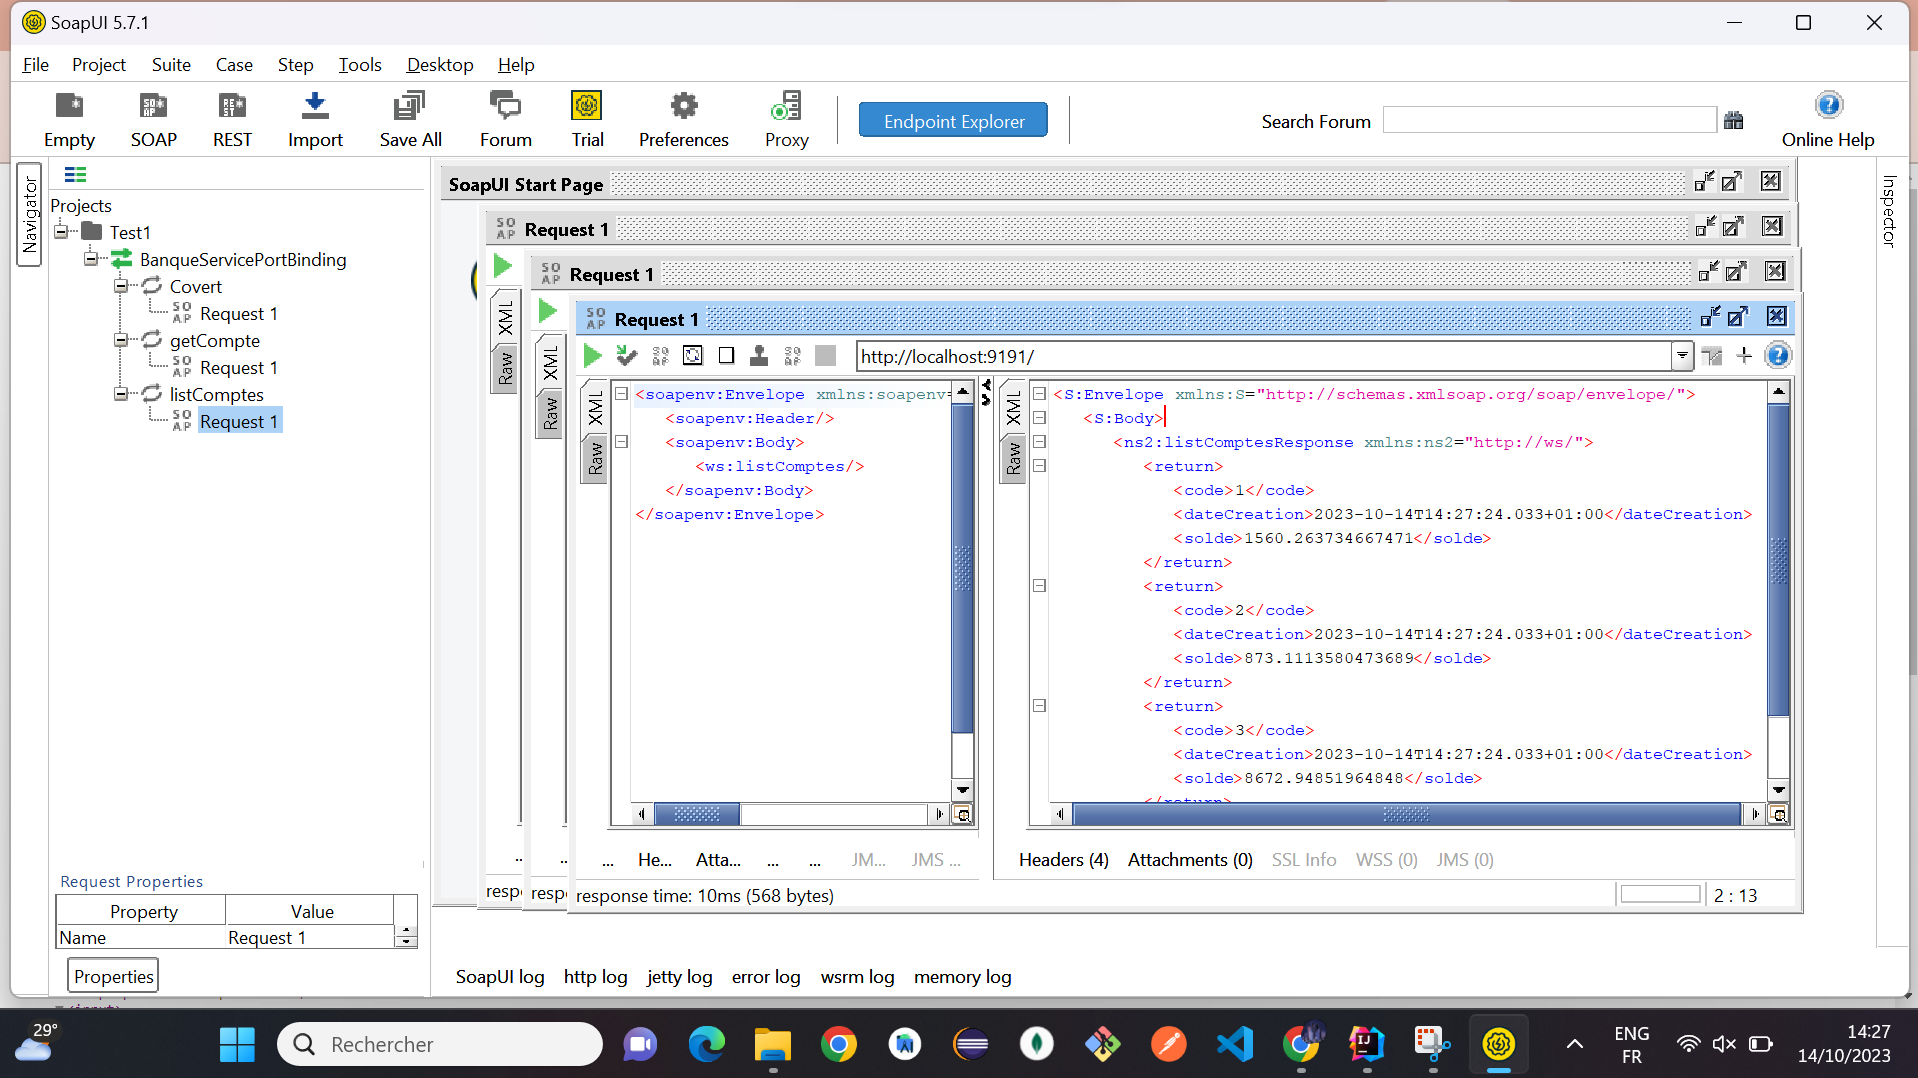 SoapUI 5.7.1
File Project Suite Case Step Tools Desktop Help
Empty SOAP REST Import Save All Forum Trial Preferences Proxy Endpoint Explorer Search Forum Online Help
Navigator
Inspector
Projects
Test1
BanqueServicePortBinding
Covert
Request 1
getCompte
Request 1
listComptes
Request 1
SoapUI Start Page
Request 1
Request 1
Request 1
http://localhost:9191/
XML
Raw
XML
Raw
XML
Raw
<soapenv:Envelope xmlns:soapenv=
<soapenv:Header/>
<soapenv:Body>
<ws:listComptes/>
</soapenv:Body>
</soapenv:Envelope>
XML
Raw
<S:Envelope xmlns:S="http://schemas.xmlsoap.org/soap/envelope/">
<S:Body>
<ns2:listComptesResponse xmlns:ns2="http://ws/">
<return>
<code>1</code>
<dateCreation>2023-10-14T14:27:24.033+01:00</dateCreation>
<solde>1560.263734667471</solde>
</return>
<return>
<code>2</code>
<dateCreation>2023-10-14T14:27:24.033+01:00</dateCreation>
<solde>873.1113580473689</solde>
</return>
<return>
<code>3</code>
<dateCreation>2023-10-14T14:27:24.033+01:00</dateCreation>
<solde>8672.94851964848</solde>
</return>
... He... Atta... ... ... JM... JMS ...
Headers (4) Attachments (0) SSL Info WSS (0) JMS (0)
resp resp response time: 10ms (568 bytes) 2 : 13
Request Properties
Property Value
Name Request 1
Properties
SoapUI log http log jetty log error log wsrm log memory log
29°
Rechercher
ENG
FR
14:27
14/10/2023